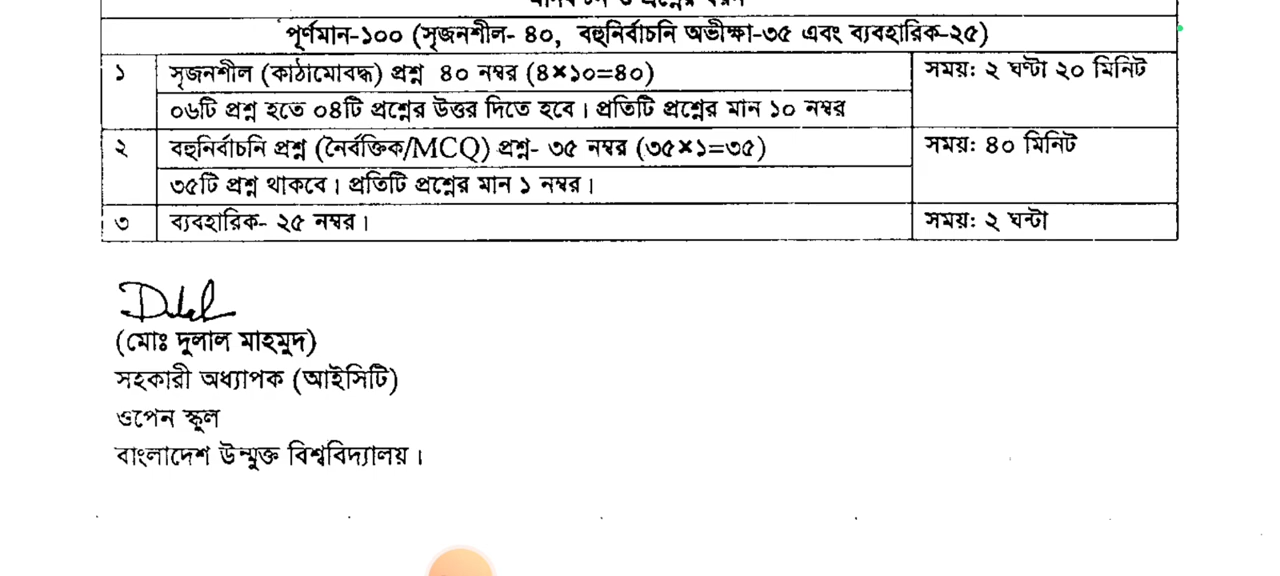 পূর্ণমান-১০০ (সৃজনশীল- ৪০, বহুনির্বাচনি অভীক্ষা-৩৫ এবং ব্যবহারিক-২৫)
১ সৃজনশীল (কাঠামোবদ্ধ) প্রশ্ন ৪০ নম্বর (৪×১০=৪০) সময়: ২ ঘণ্টা ২০ মিনিট
০৬টি প্রশ্ন হতে ০৪টি প্রশ্নের উত্তর দিতে হবে। প্রতিটি প্রশ্নের মান ১০ নম্বর
২ বহুনির্বাচনি প্রশ্ন (নৈর্বক্তিক/MCQ) প্রশ্ন- ৩৫ নম্বর (৩৫×১=৩৫) সময়: ৪০ মিনিট
৩৫টি প্রশ্ন থাকবে। প্রতিটি প্রশ্নের মান ১ নম্বর।
৩ ব্যবহারিক- ২৫ নম্বর। সময়: ২ ঘন্টা
(মোঃ দুলাল মাহমুদ)
সহকারী অধ্যাপক (আইসিটি)
ওপেন স্কুল
বাংলাদেশ উন্মুক্ত বিশ্ববিদ্যালয়।